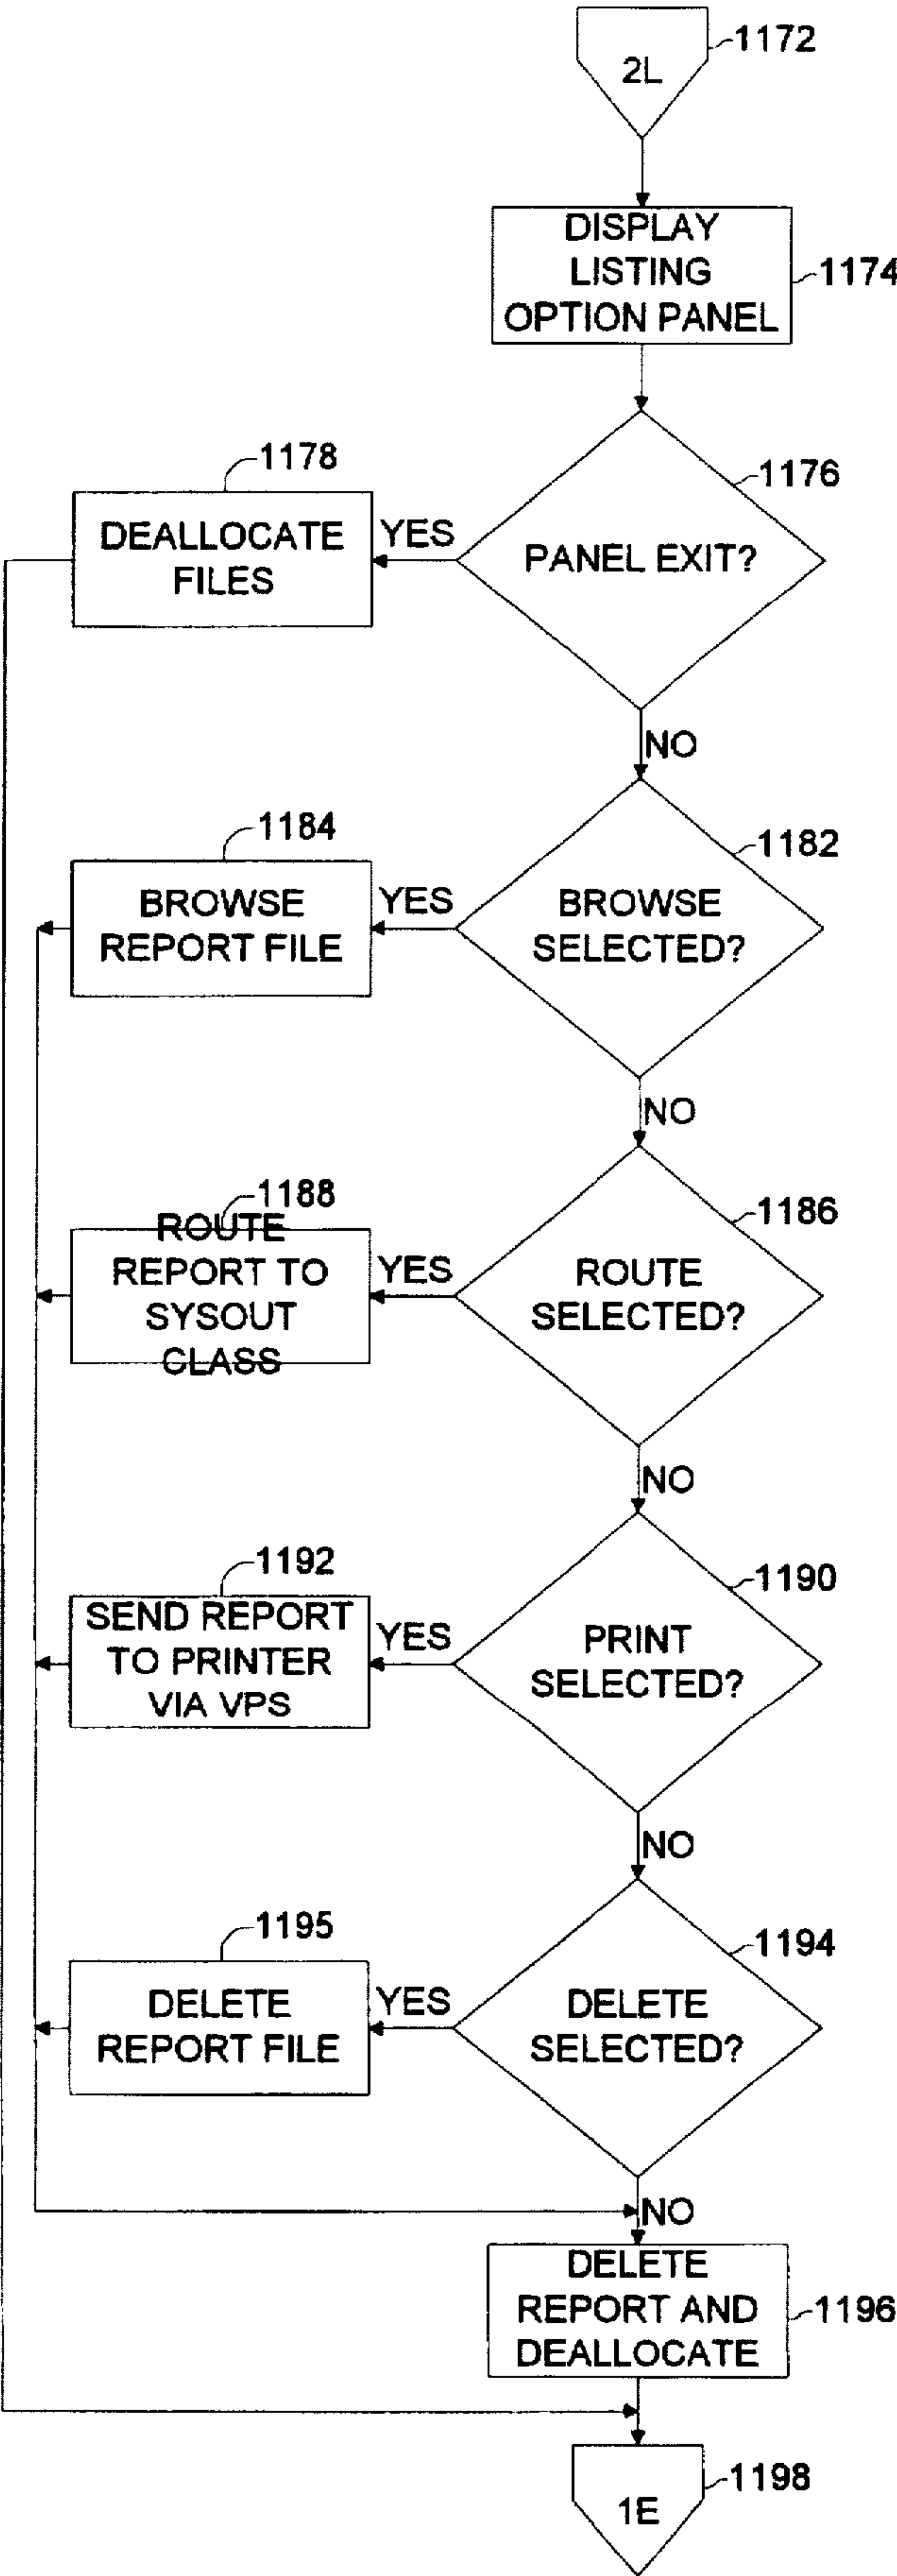 1172
2L
DISPLAY
LISTING
OPTION PANEL
1174
1178
1176
DEALLOCATE
FILES
YES
PANEL EXIT?
NO
1184
1182
BROWSE
REPORT FILE
YES
BROWSE
SELECTED?
NO
1188
1186
ROUTE
REPORT TO
SYSOUT
CLASS
YES
ROUTE
SELECTED?
NO
1192
1190
SEND REPORT
TO PRINTER
VIA VPS
YES
PRINT
SELECTED?
NO
1195
1194
DELETE
REPORT FILE
YES
DELETE
SELECTED?
NO
DELETE
REPORT AND
DEALLOCATE
1196
1198
1E